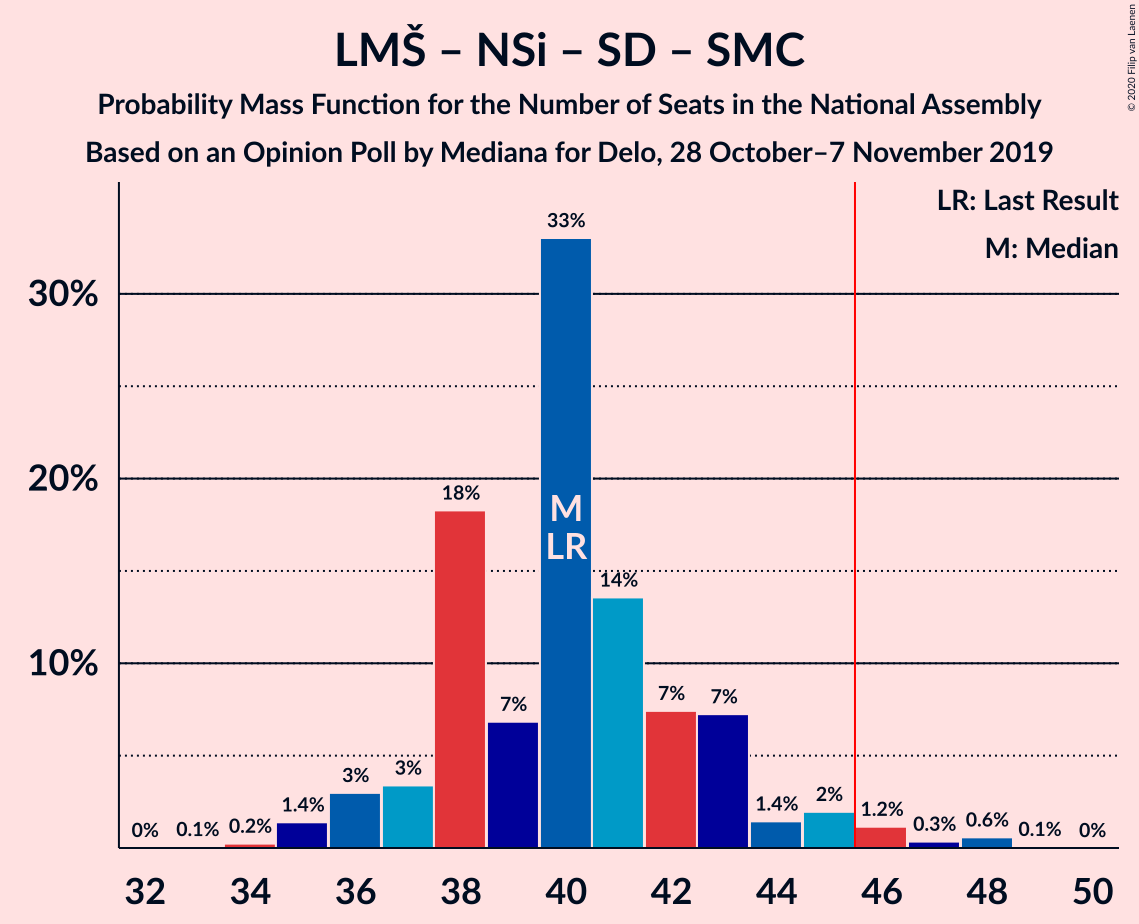 LMŠ – NSi – SD – SMC
Probability Mass Function for the Number of Seats in the National Assembly
Based on an Opinion Poll by Mediana for Delo, 28 October–7 November 2019
© 2020 Filip van Laenen
LR: Last Result
M: Median
30%
20%
10%
0%
0.1%
0.2%
1.4%
3%
3%
18%
7%
33%
14%
7%
7%
1.4%
2%
1.2%
0.3%
0.6%
0.1%
0%
M
LR
32 34 36 38 40 42 44 46 48 50